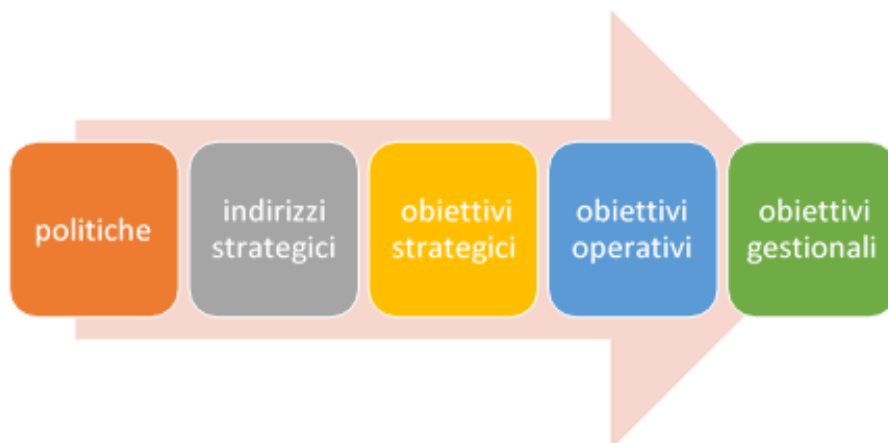 politiche
indirizzi
strategici
obiettivi
strategici
obiettivi
operativi
obiettivi
gestionali